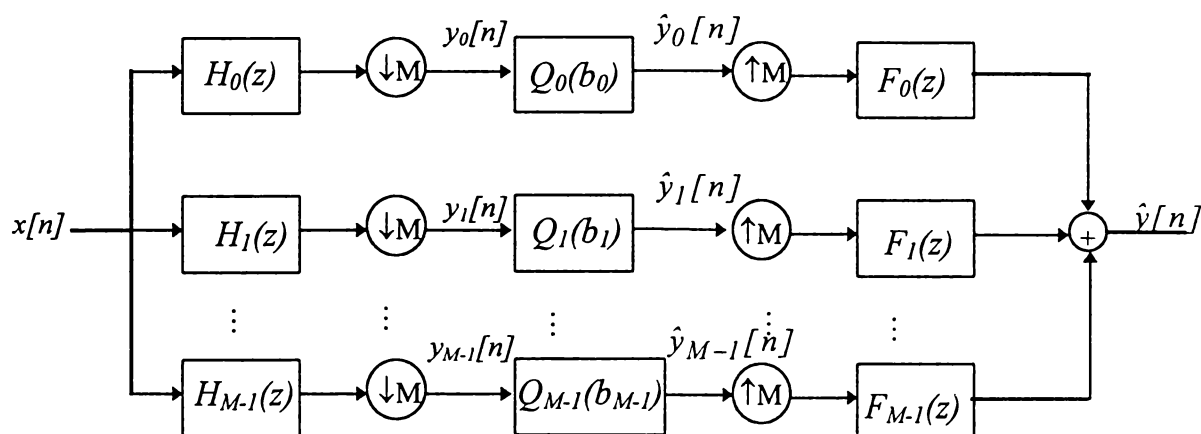 y₀[n] ŷ₀[n]
H₀(z) ↓M Q₀(b₀) ↑M F₀(z)
y₁[n] ŷ₁[n]
x[n] H₁(z) ↓M Q₁(b₁) ↑M F₁(z) + ŷ[n]
⋮ ⋮ ⋮ ⋮ ⋮
y_{M-1}[n] ŷ_{M-1}[n]
H_{M-1}(z) ↓M Q_{M-1}(b_{M-1}) ↑M F_{M-1}(z)